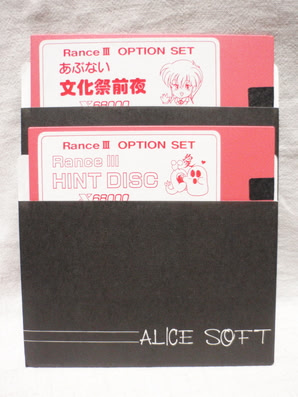 Rance Ⅲ OPTION SET
あぶない
文化祭前夜
X68000
Rance Ⅲ OPTION SET
Rance Ⅲ
HINT DISC
X68000
ALICE SOFT